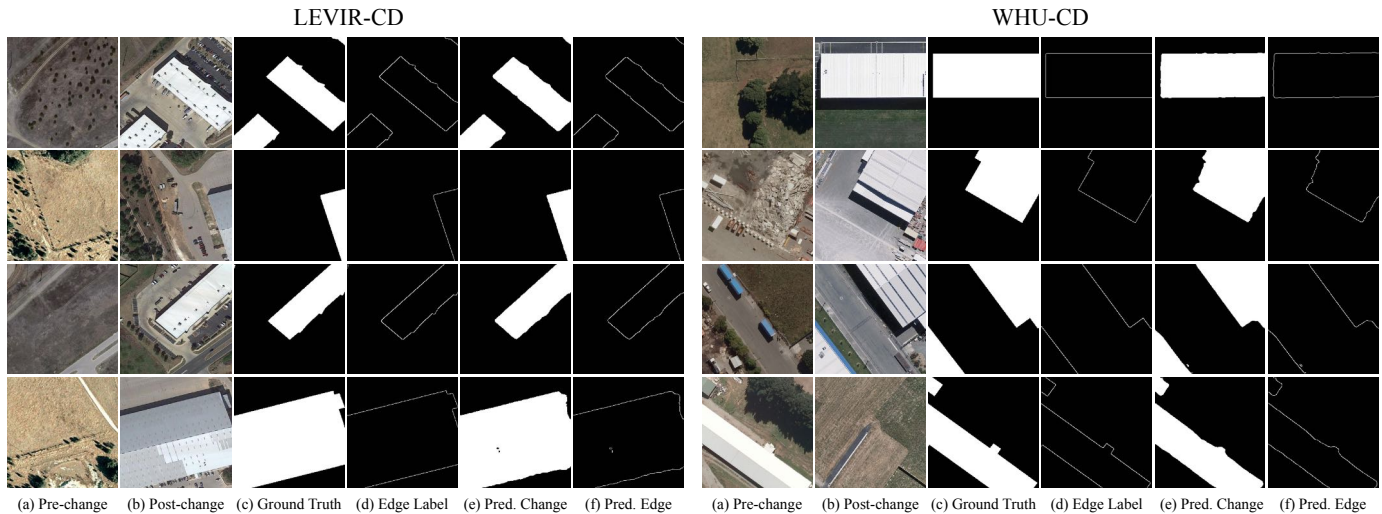 LEVIR-CD
WHU-CD
(a) Pre-change (b) Post-change (c) Ground Truth (d) Edge Label (e) Pred. Change (f) Pred. Edge
(a) Pre-change (b) Post-change (c) Ground Truth (d) Edge Label (e) Pred. Change (f) Pred. Edge